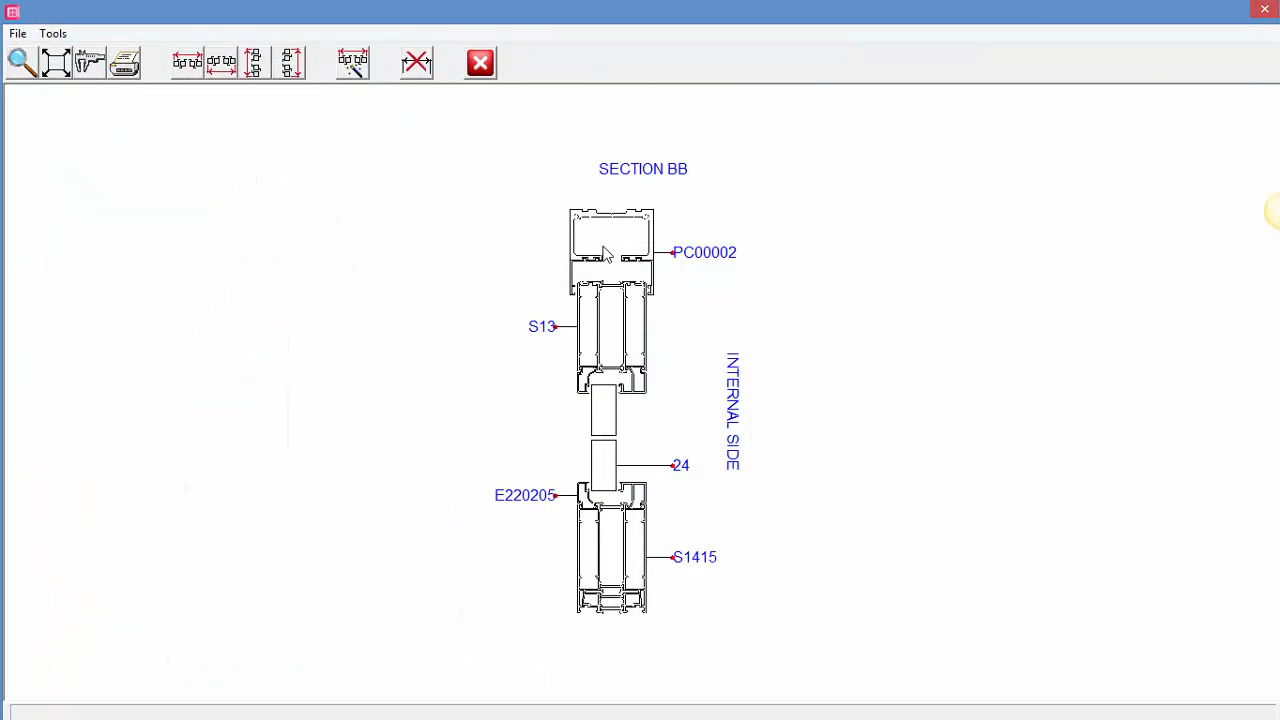 File Tools
SECTION BB
PC00002
S13
INTERNAL SIDE
24
E220205
S1415